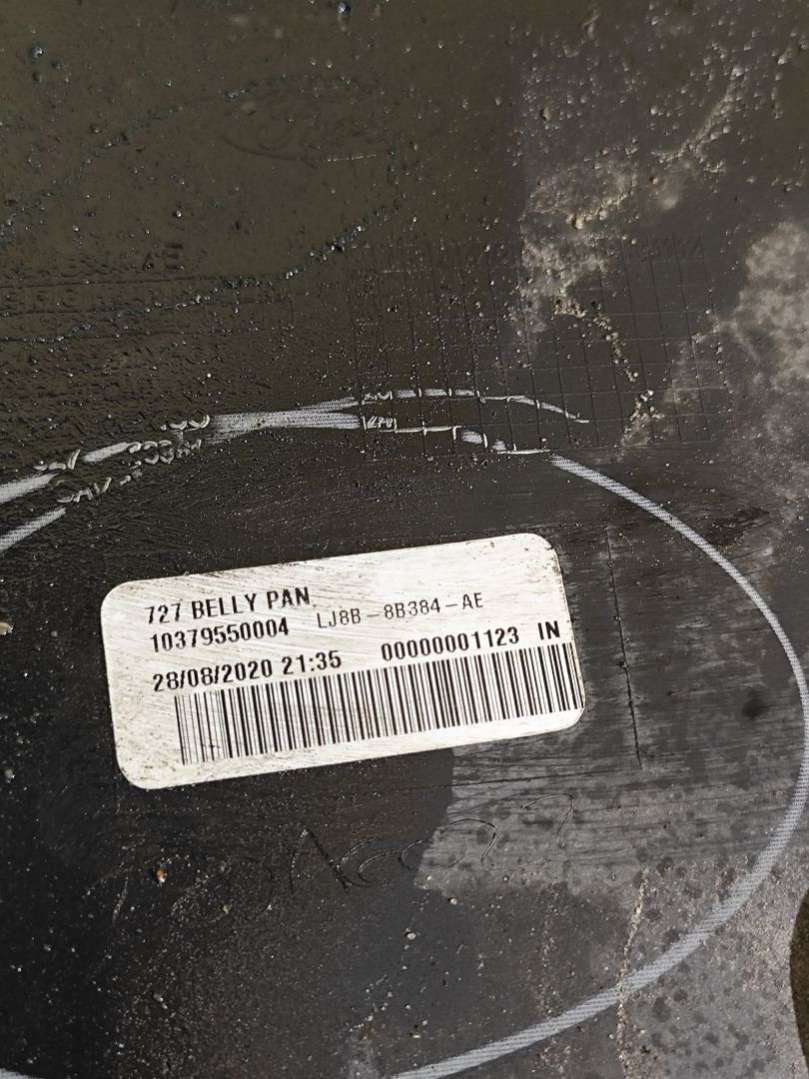 727 BELLY PAN
10379550004 LJ8B-8B384-AE
28/08/2020 21:35 00000001123 IN